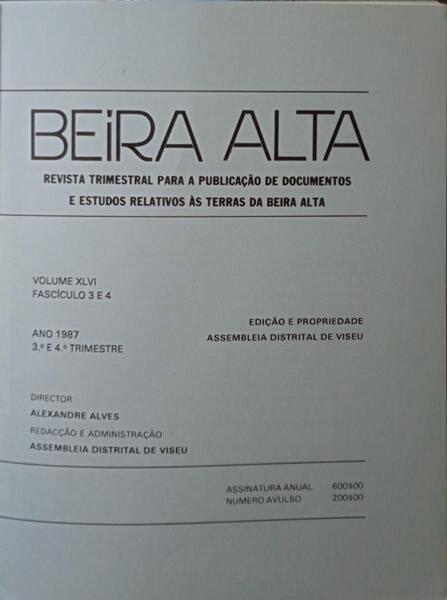 BEiRA ALTA
REVISTA TRIMESTRAL PARA A PUBLICAÇÃO DE DOCUMENTOS
E ESTUDOS RELATIVOS ÀS TERRAS DA BEIRA ALTA
VOLUME XLVI
FASCÍCULO 3 E 4
EDIÇÃO E PROPRIEDADE
ASSEMBLEIA DISTRITAL DE VISEU
ANO 1987
3.º E 4.º TRIMESTRE
DIRECTOR
ALEXANDRE ALVES
REDACÇÃO E ADMINISTRAÇÃO
ASSEMBLEIA DISTRITAL DE VISEU
ASSINATURA ANUAL 600$00
NUMERO AVULSO 200$00